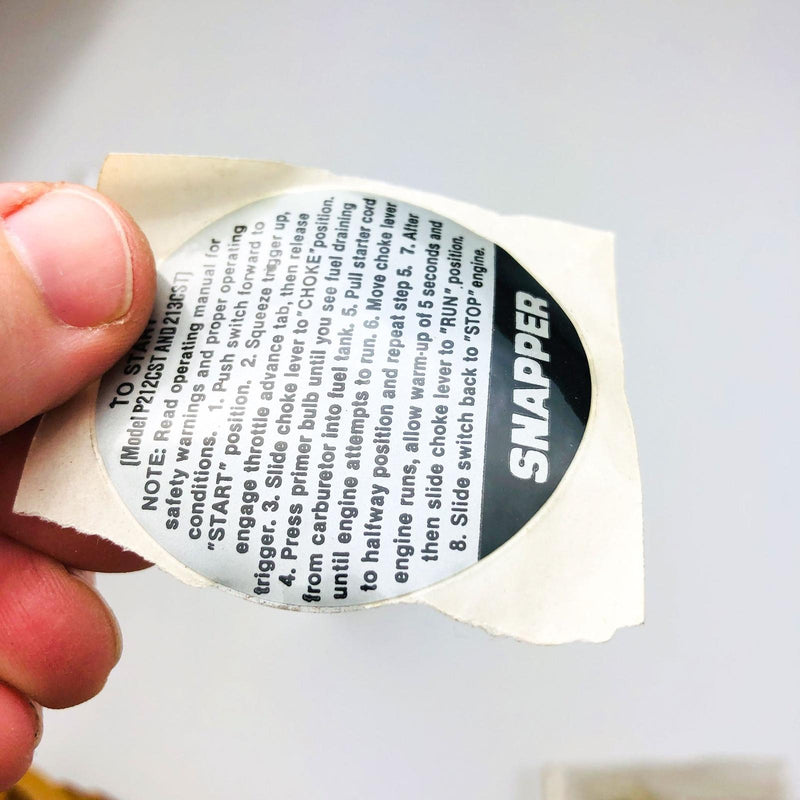 TO START
(Model P212CST AND 213CST)
NOTE: Read operating manual for
safety warnings and proper operating
conditions. 1. Push switch forward to
"START" position. 2. Squeeze trigger up,
engage throttle advance tab, then release
trigger. 3. Slide choke lever to "CHOKE" position.
4. Press primer bulb until you see fuel draining
from carburetor into fuel tank. 5. Pull starter cord
until engine attempts to run. 6. Move choke lever
to halfway position and repeat step 5. 7. After
engine runs, allow warm-up of 5 seconds and
then slide choke lever to "RUN" position.
8. Slide switch back to "STOP" engine.
SNAPPER